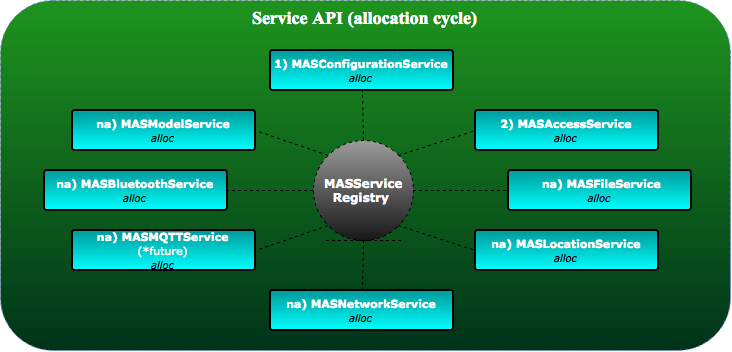 Service API (allocation cycle)
1) MASConfigurationService
alloc
na) MASModelService
alloc
2) MASAccessService
alloc
na) MASBluetoothService
alloc
MASService
Registry
na) MASFileService
alloc
na) MASMQTTService
(*future)
alloc
na) MASLocationService
alloc
na) MASNetworkService
alloc